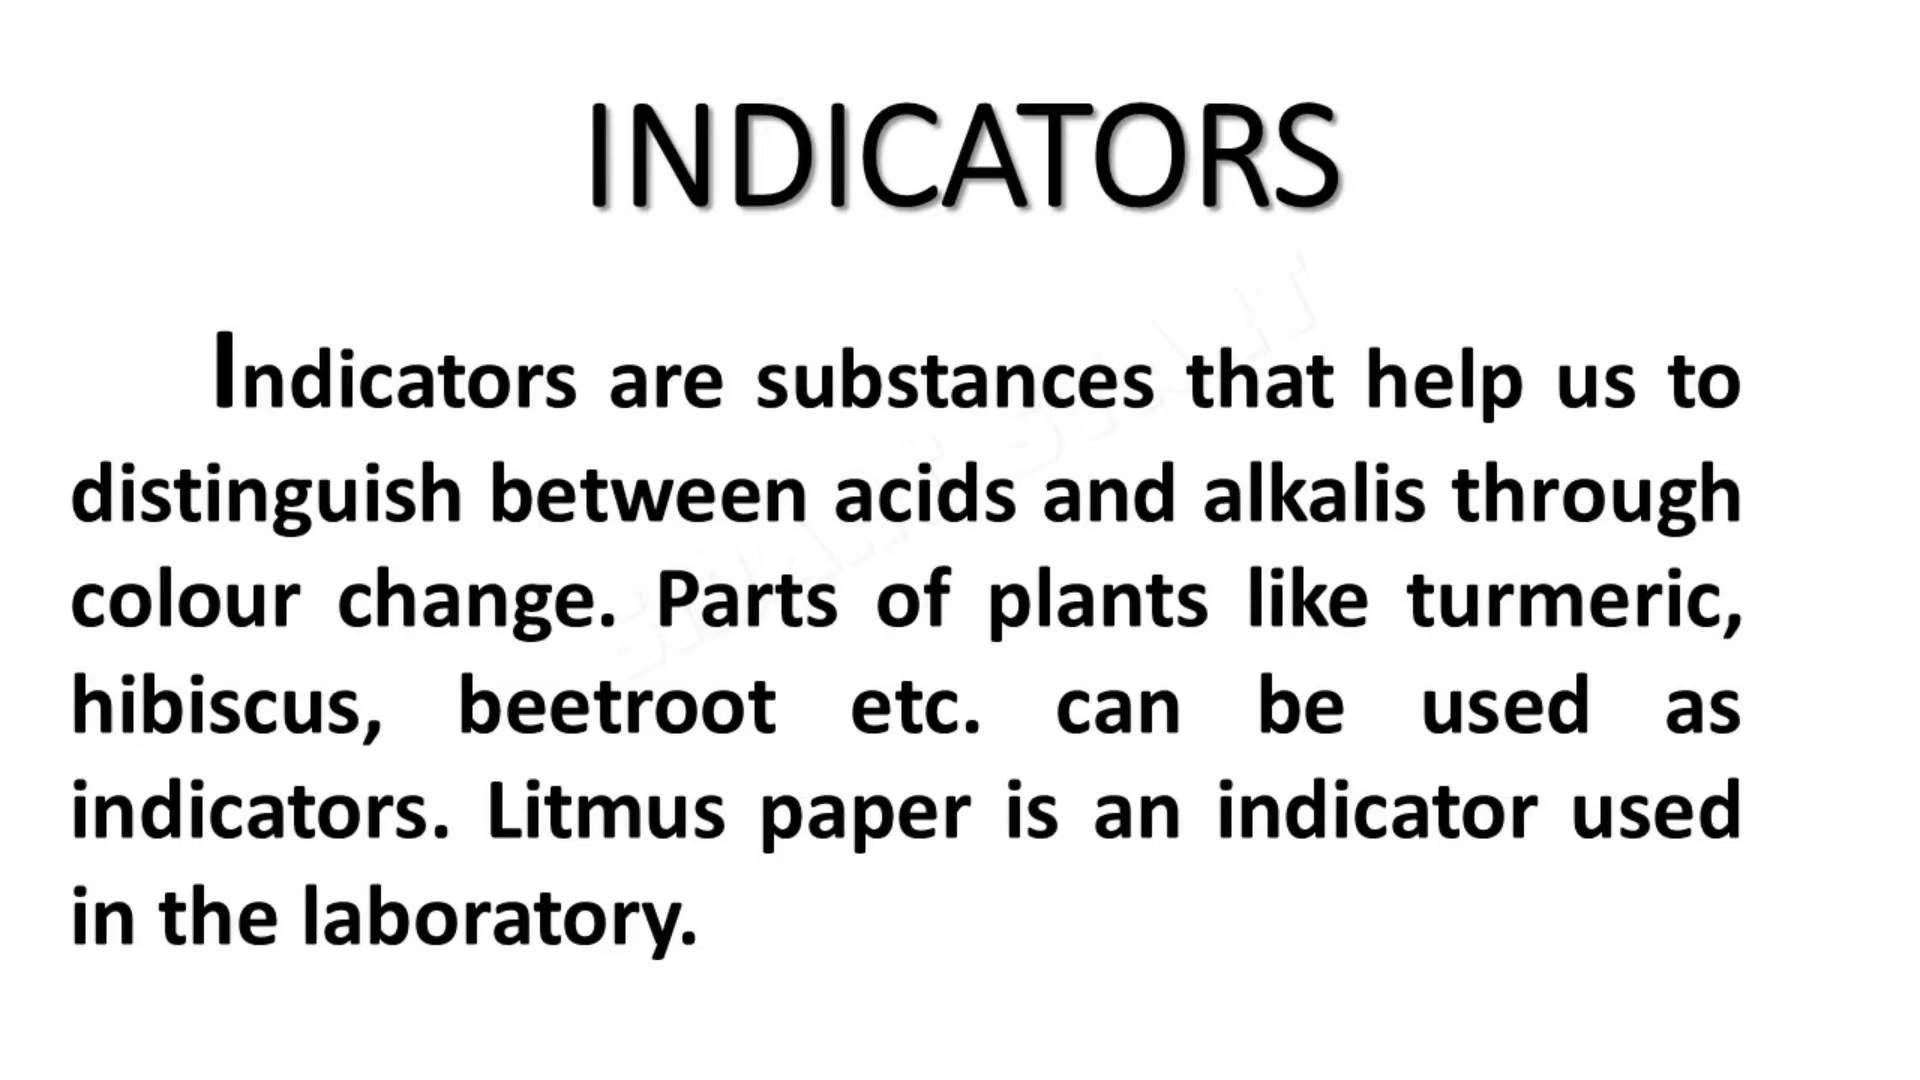 INDICATORS
Indicators are substances that help us to
distinguish between acids and alkalis through
colour change. Parts of plants like turmeric,
hibiscus, beetroot etc. can be used as
indicators. Litmus paper is an indicator used
in the laboratory.